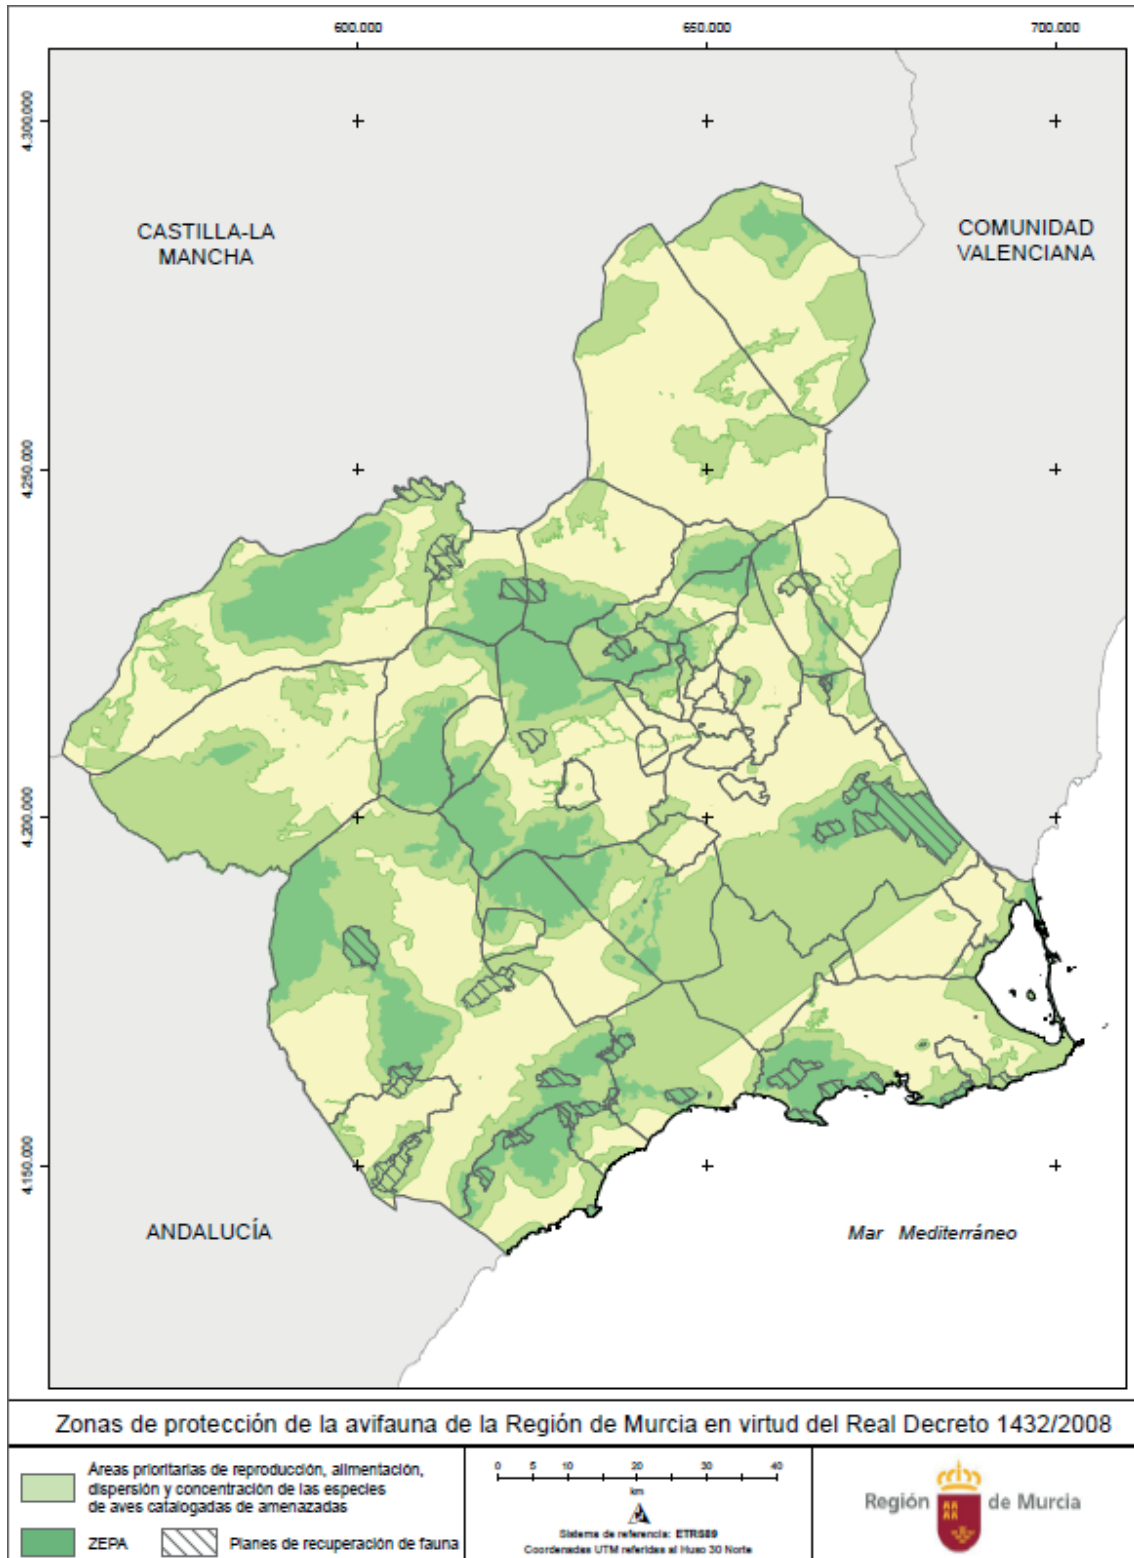 600.000 650.000 700.000
4.300.000
4.250.000
4.200.000
4.150.000
CASTILLA-LA
MANCHA
COMUNIDAD
VALENCIANA
ANDALUCÍA
Mar Mediterráneo
Zonas de protección de la avifauna de la Región de Murcia en virtud del Real Decreto 1432/2008
Áreas prioritarias de reproducción, alimentación,
dispersión y concentración de las especies
de aves catalogadas de amenazadas
ZEPA
Planes de recuperación de fauna
0 5 10 20 30 40
km
Sistema de referencia: ETRS89
Coordenadas UTM referidas al Huso 30 Norte
Región de Murcia